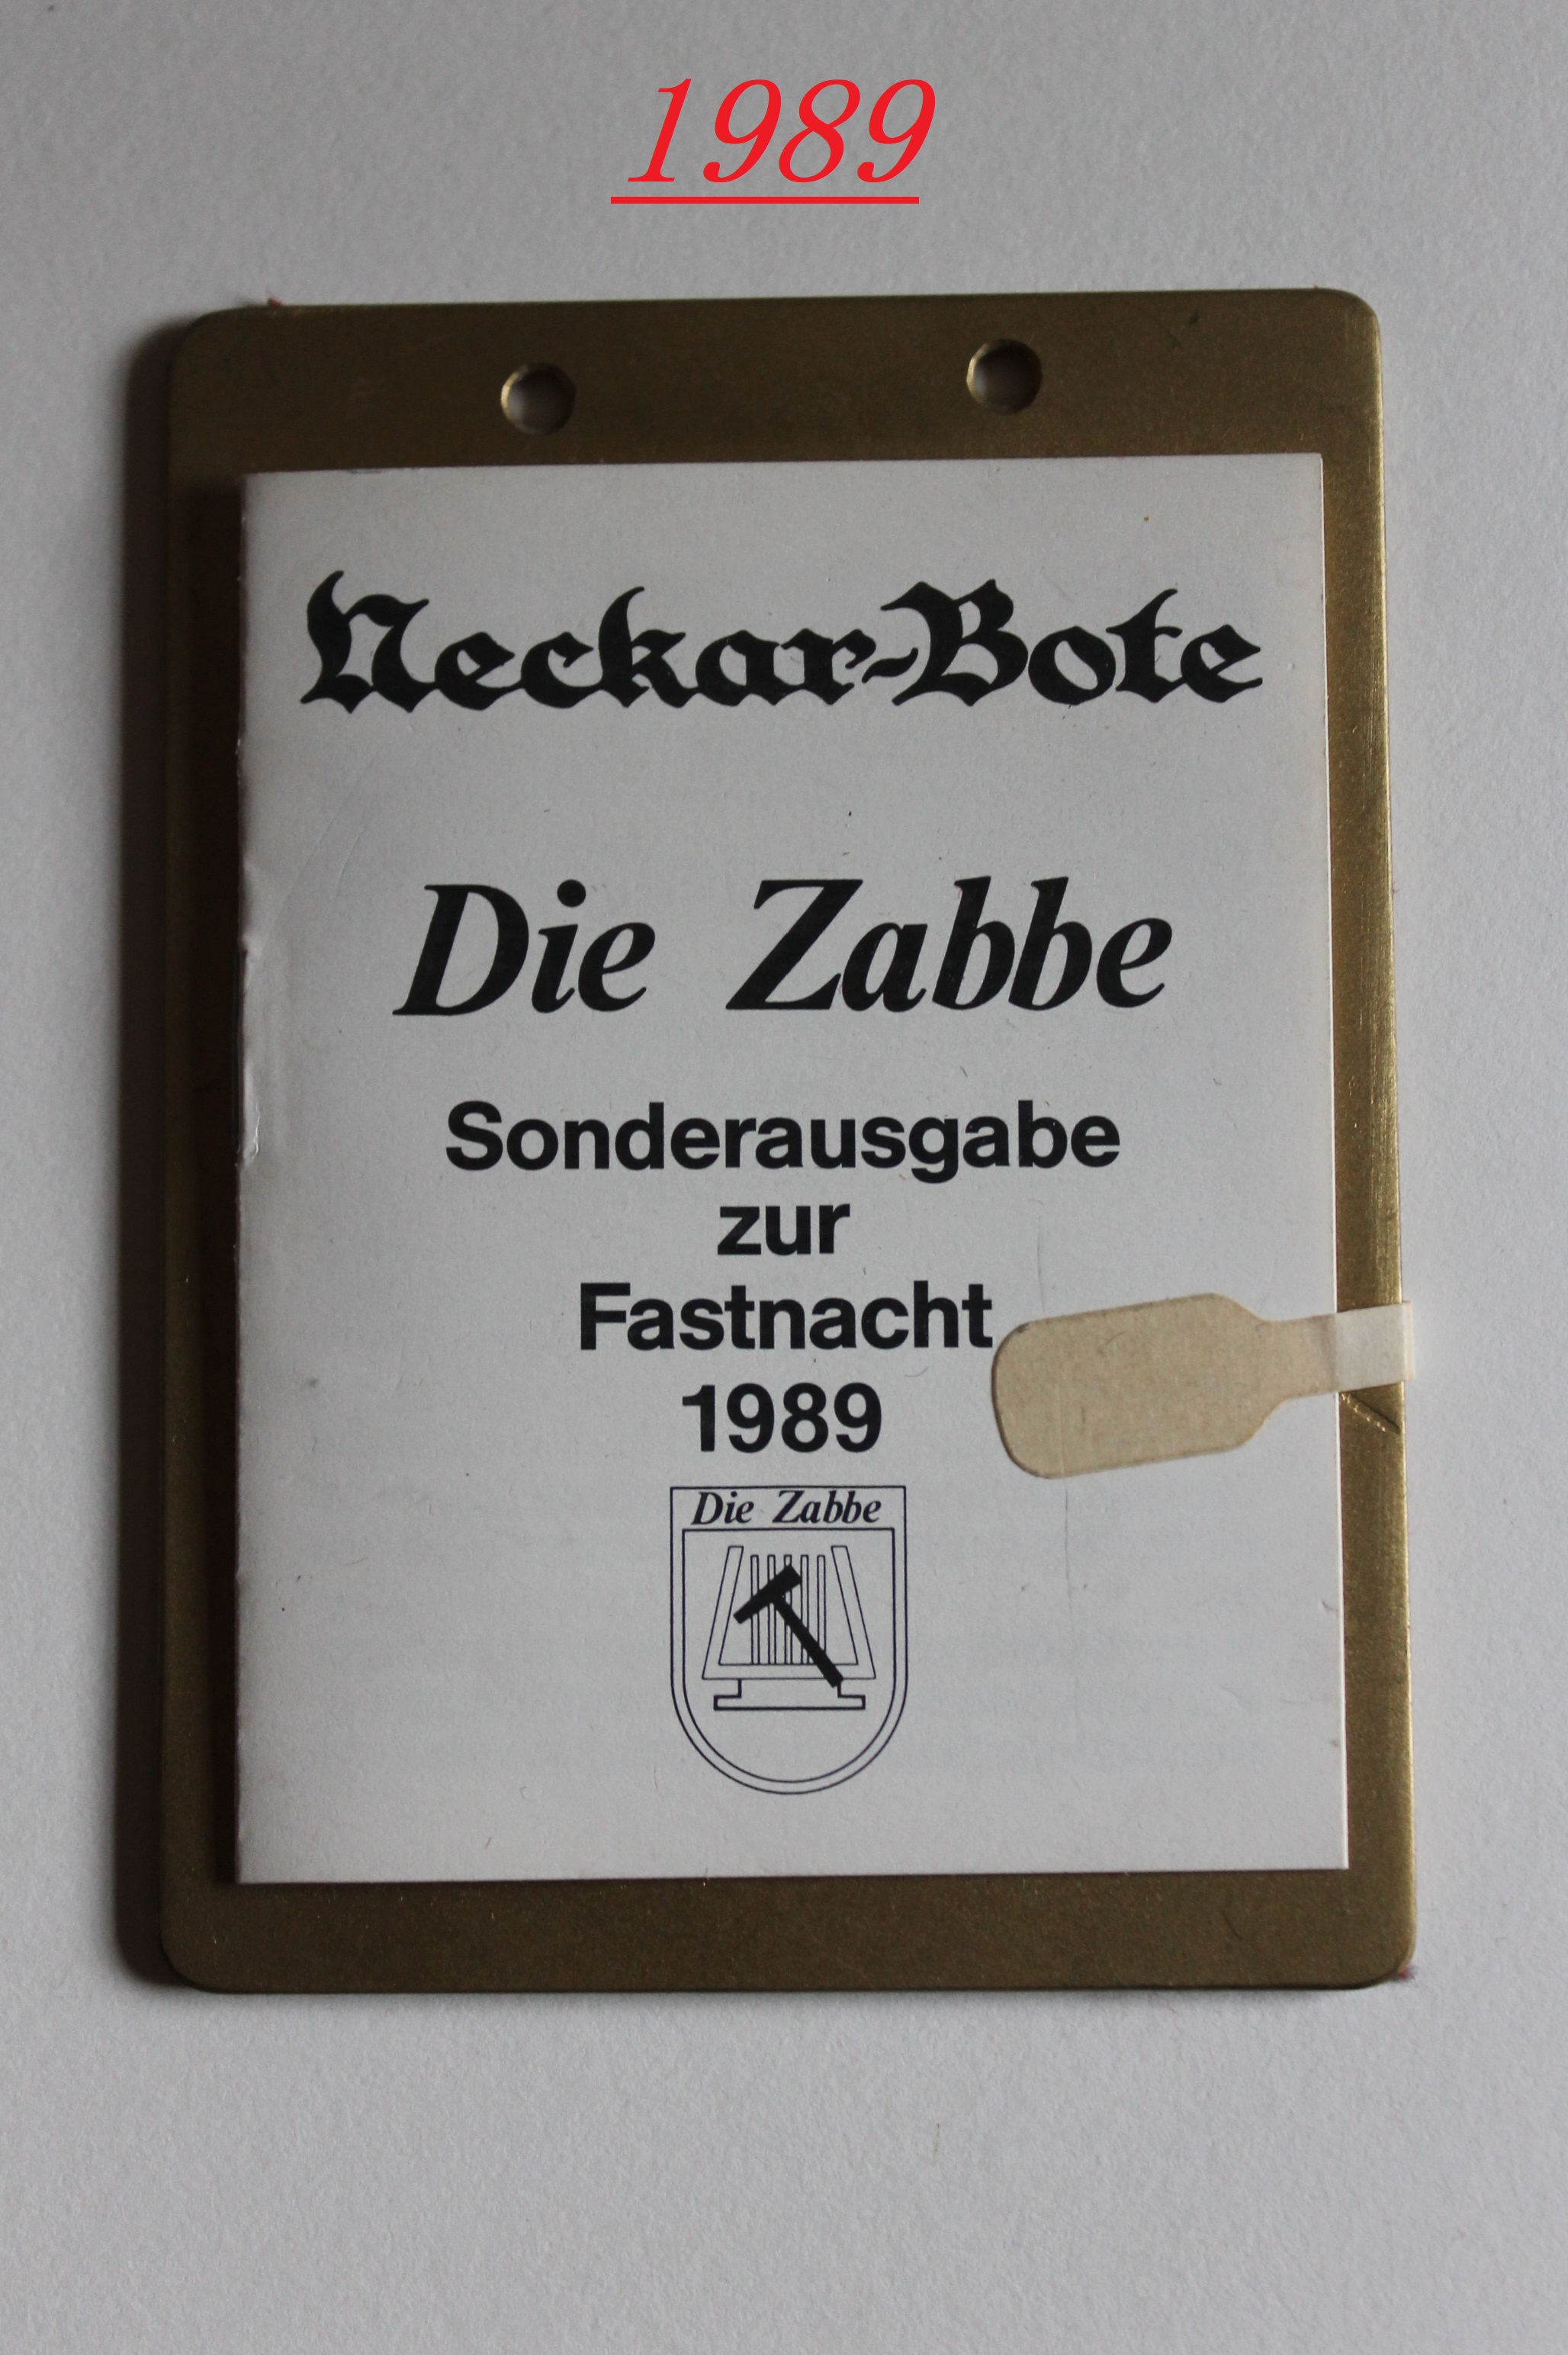 1989
Neckar-Bote
Die Zabbe
Sonderausgabe
zur
Fastnacht
1989
Die Zabbe